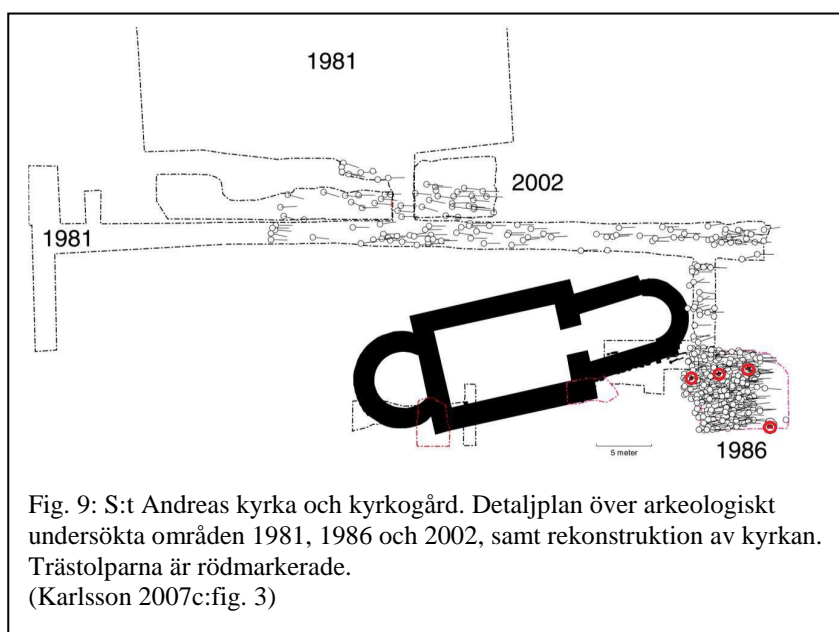 1981
2002
1981
5 meter
1986
Fig. 9: S:t Andreas kyrka och kyrkogård. Detaljplan över arkeologiskt
undersökta områden 1981, 1986 och 2002, samt rekonstruktion av kyrkan.
Trästolparna är rödmarkerade.
(Karlsson 2007c:fig. 3)